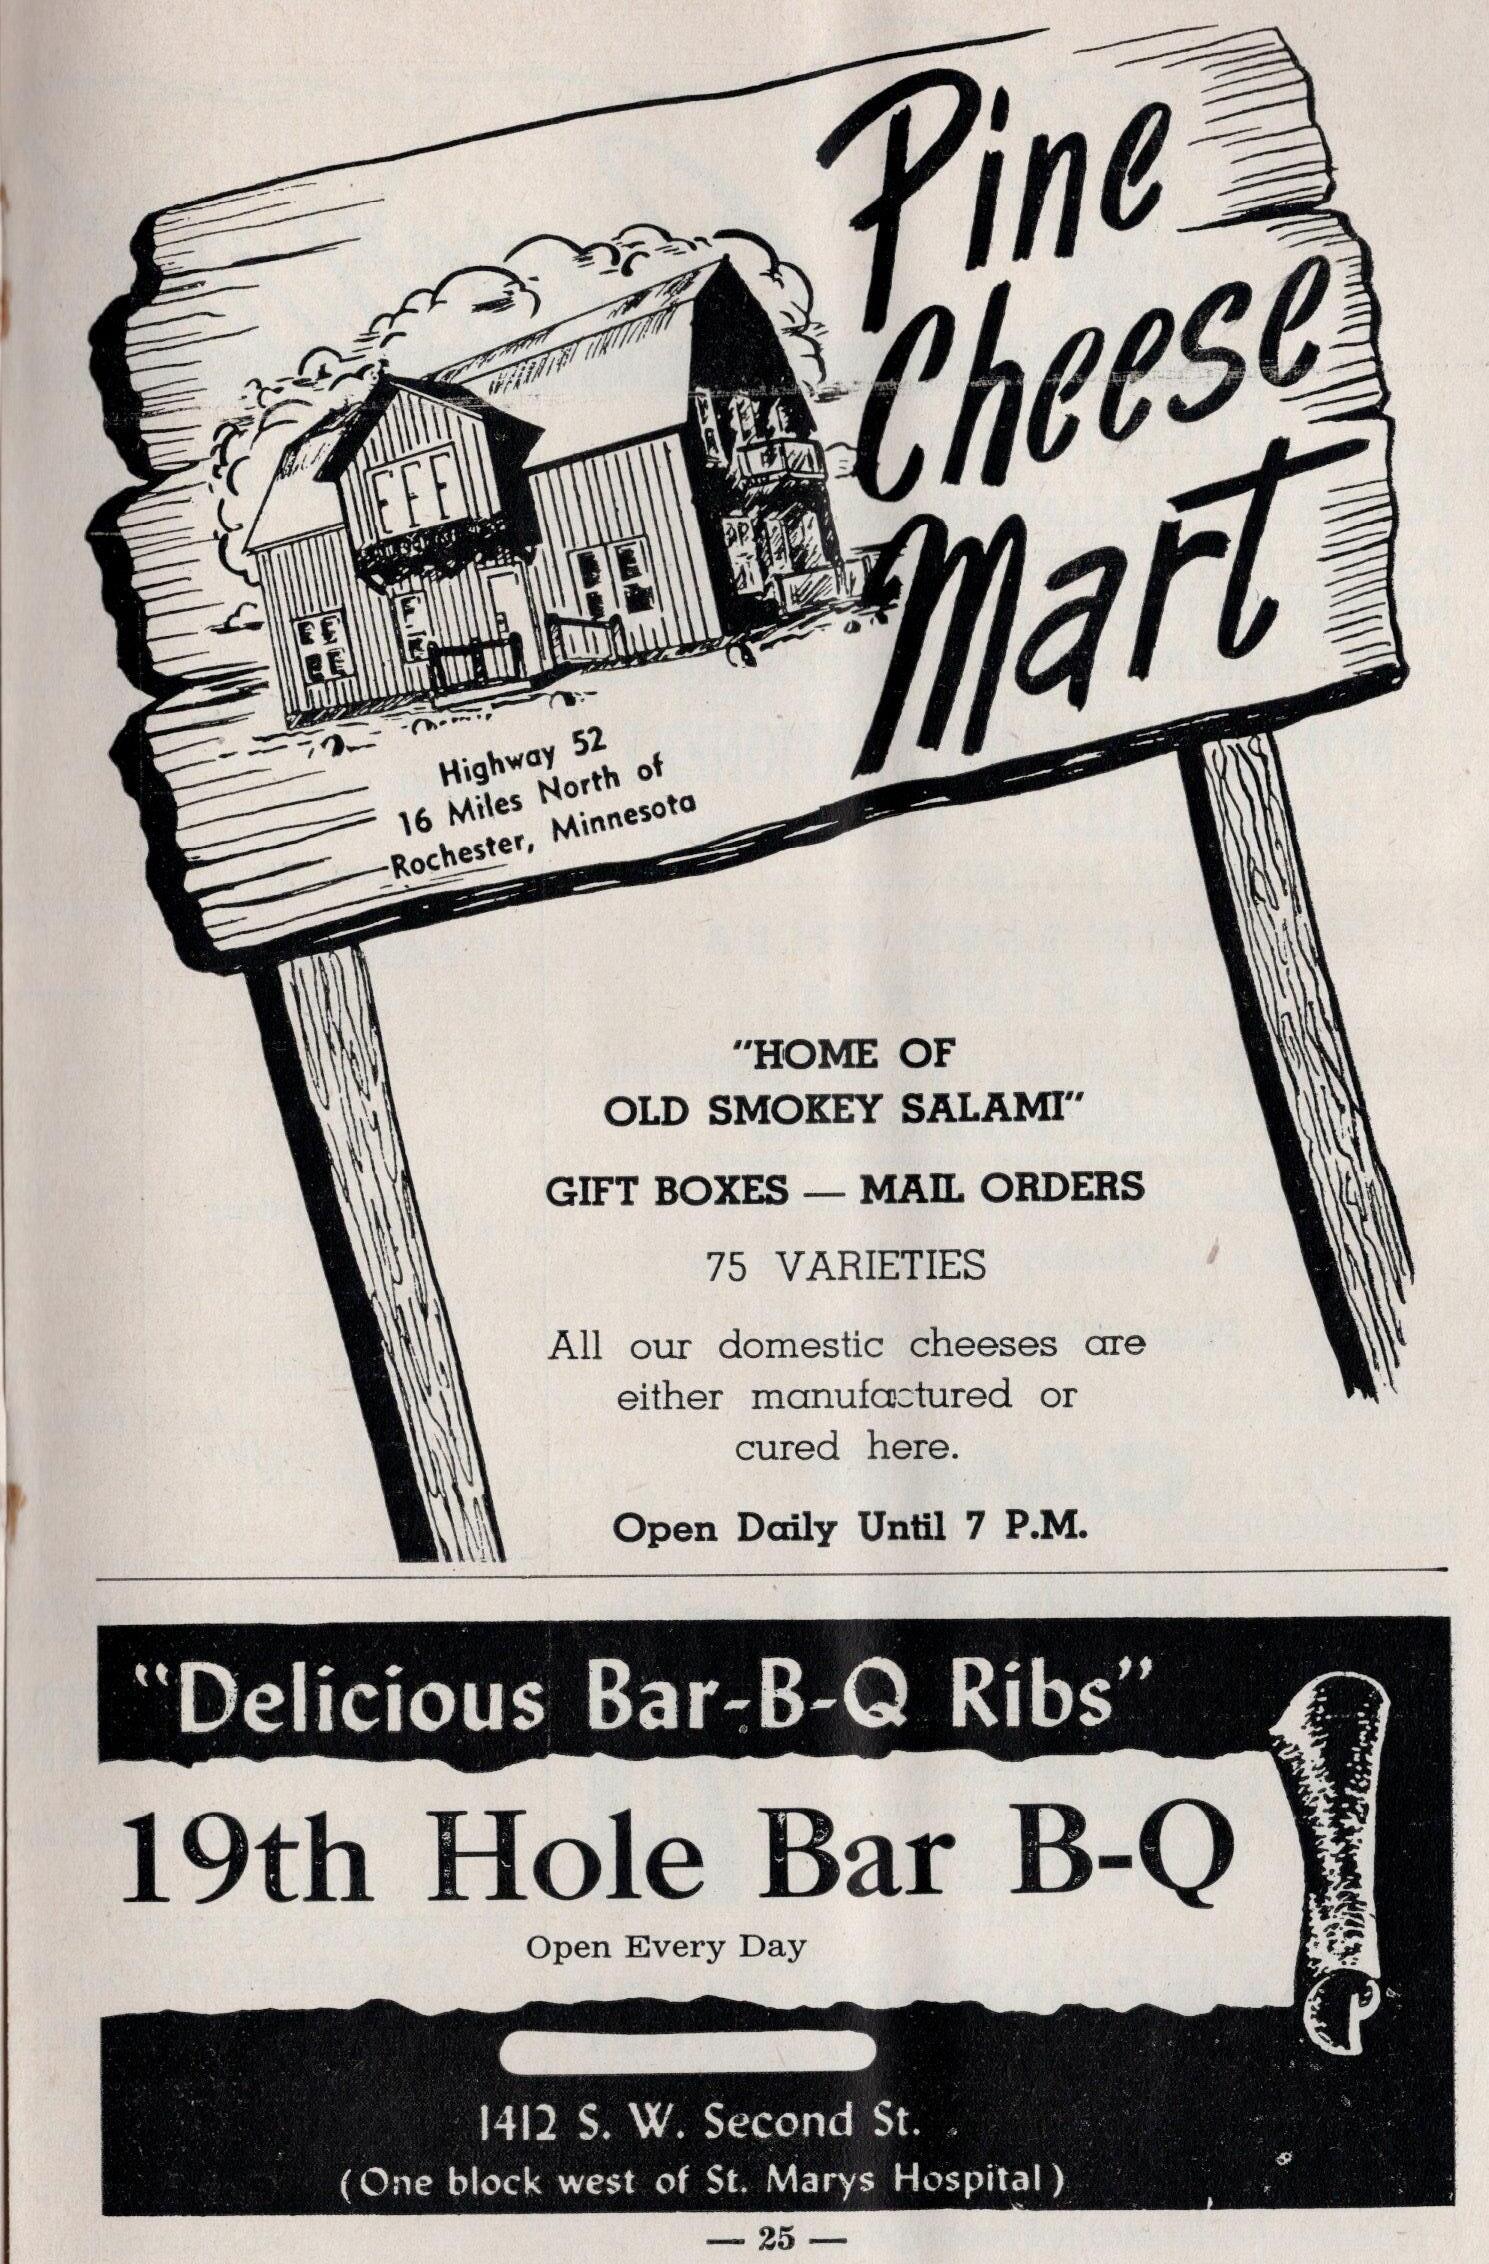 Pine
Cheese
Mart
Highway 52
16 Miles North of
Rochester, Minnesota
"HOME OF
OLD SMOKEY SALAMI"
GIFT BOXES — MAIL ORDERS
75 VARIETIES
All our domestic cheeses are
either manufactured or
cured here.
Open Daily Until 7 P.M.
"Delicious Bar-B-Q Ribs"
19th Hole Bar B-Q
Open Every Day
1412 S. W. Second St.
(One block west of St. Marys Hospital)
— 25 —